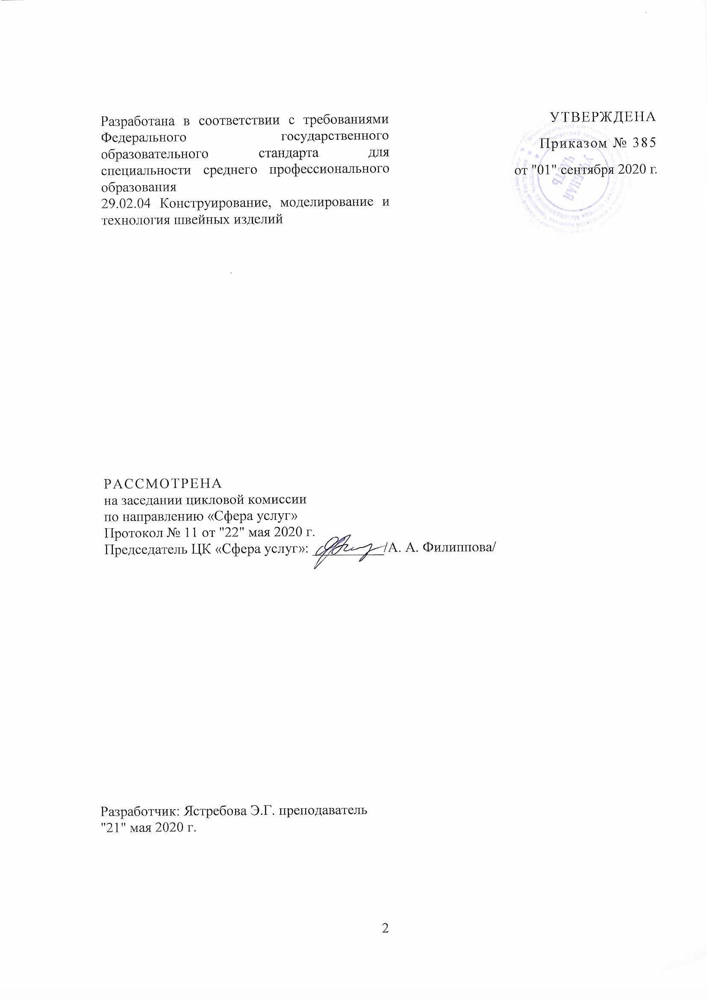 Разработана в соответствии с требованиями
Федерального государственного
образовательного стандарта для
специальности среднего профессионального
образования
29.02.04 Конструирование, моделирование и
технология швейных изделий
УТВЕРЖДЕНА
Приказом № 385
от "01" сентября 2020 г.
УЧЕБНАЯ
ЧАСТЬ
РАССМОТРЕНА
на заседании цикловой комиссии
по направлению «Сфера услуг»
Протокол № 11 от "22" мая 2020 г.
Председатель ЦК «Сфера услуг»: /А. А. Филиппова/
Разработчик: Ястребова Э.Г. преподаватель
"21" мая 2020 г.
2